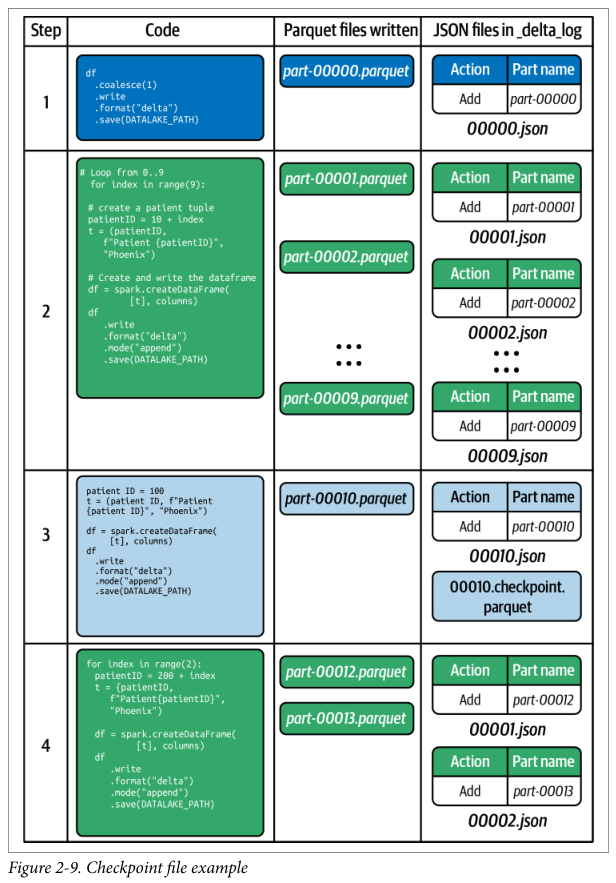 Step Code Parquet files written JSON files in _delta_log
1
df
.coalesce(1)
.write
.format("delta")
.save(DATALAKE_PATH)
part-00000.parquet
Action Part name
Add part-00000
00000.json
2
# Loop from 0..9
for index in range(9):
# create a patient tuple
patientID = 10 + index
t = (patientID,
f"Patient {patientID}",
"Phoenix")
# Create and write the dataframe
df = spark.createDataFrame(
[t], columns)
df
.write
.format("delta")
.mode("append")
.save(DATALAKE_PATH)
part-00001.parquet
part-00002.parquet
part-00009.parquet
Action Part name
Add part-00001
00001.json
Action Part name
Add part-00002
00002.json
Action Part name
Add part-00009
00009.json
3
patient ID = 100
t = (patient ID, f"Patient
{patient ID}", "Phoenix")
df = spark.createDataFrame(
[t], columns)
df
.write
.format("delta")
.mode("append")
.save(DATALAKE_PATH)
part-00010.parquet
Action Part name
Add part-00010
00010.json
00010.checkpoint.
parquet
4
for index in range(2):
patientID = 200 + index
t = {patientID,
f"Patient{patientID}",
"Phoenix")
df = spark.createDataFrame(
[t], columns)
df
.write
.format("delta")
.mode("append")
.save(DATALAKE_PATH)
part-00012.parquet
part-00013.parquet
Action Part name
Add part-00012
00001.json
Action Part name
Add part-00013
00002.json
Figure 2-9. Checkpoint file example